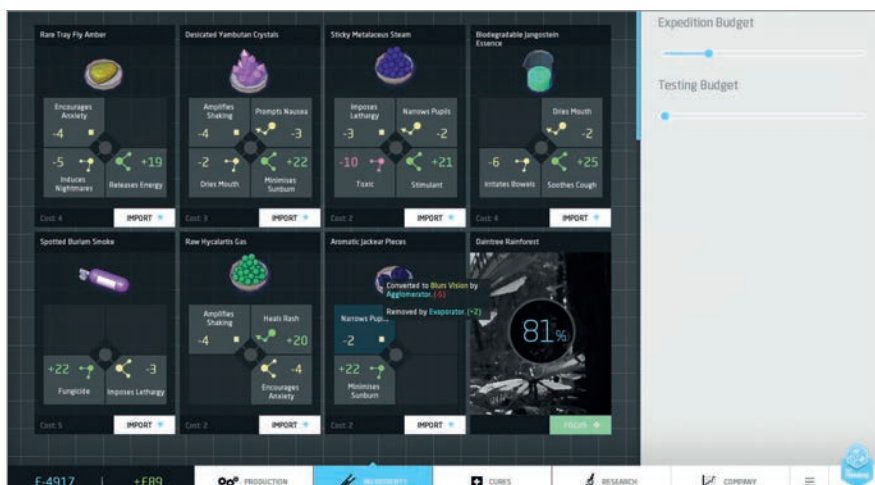 Expedition Budget
Testing Budget
Rare Tray Fly Amber
Encourages
Anxiety
-4
-5
+19
Induces
Nightmares
Releases Energy
Cost: 4
IMPORT
Desicated Yambutan Crystals
Amplifies
Shaking
Prompts Nausea
-4
-3
-2
+22
Dries Mouth
Minimises
Sunburn
Cost: 3
IMPORT
Sticky Metalaceous Steam
Imposes
Lethargy
Narrows Pupils
-3
-2
-10
+21
Toxic
Stimulant
Cost: 2
IMPORT
Biodegradable Jangostein
Essence
Dries Mouth
-2
-6
+25
Irritates Bowels
Soothes Cough
Cost: 4
IMPORT
Spotted Burlam Smoke
+22
-3
Fungicide
Imposes Lethargy
Cost: 5
IMPORT
Raw Hycalartis Gas
Amplifies
Shaking
Heals Rash
-4
+20
-4
Encourages
Anxiety
Cost: 2
IMPORT
Aromatic Jackear Pieces
Converted to Blurs Vision by
Agglomerator. (-5)
Removed by Evaporator. (+2)
Narrows
-2
+22
Minimises
Sunburn
Cost: 2
IMPORT
Daintree Rainforest
81%
FOCUS
PRODUCTION
INGREDIENTS
CURES
RESEARCH
COMPANY